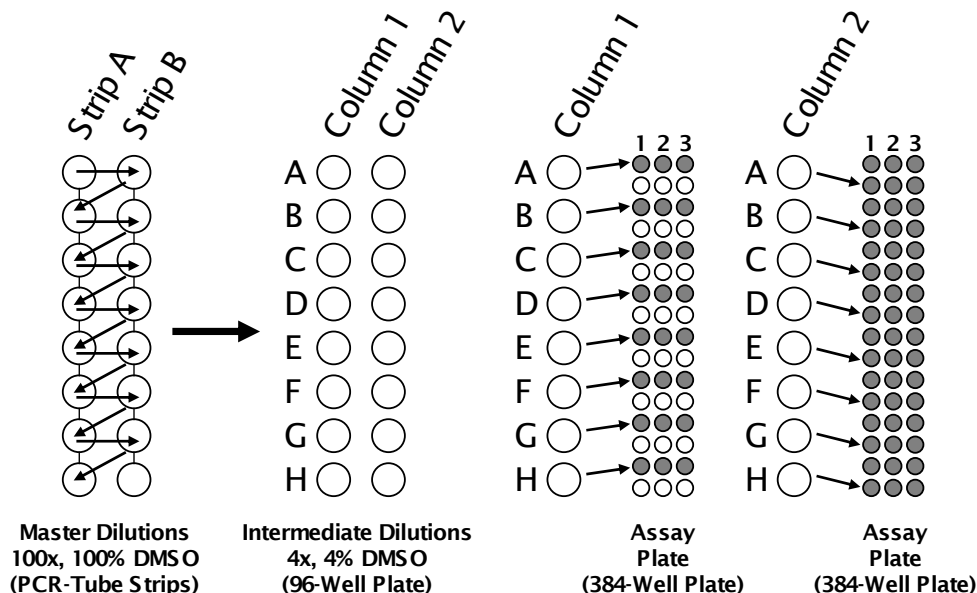 Strip A
Strip B
Column 1
Column 2
Column 1
Column 2
A
B
C
D
E
F
G
H
A
B
C
D
E
F
G
H
1 2 3
A
B
C
D
E
F
G
H
1 2 3
Master Dilutions
100x, 100% DMSO
(PCR-Tube Strips)
Intermediate Dilutions
4x, 4% DMSO
(96-Well Plate)
Assay
Plate
(384-Well Plate)
Assay
Plate
(384-Well Plate)